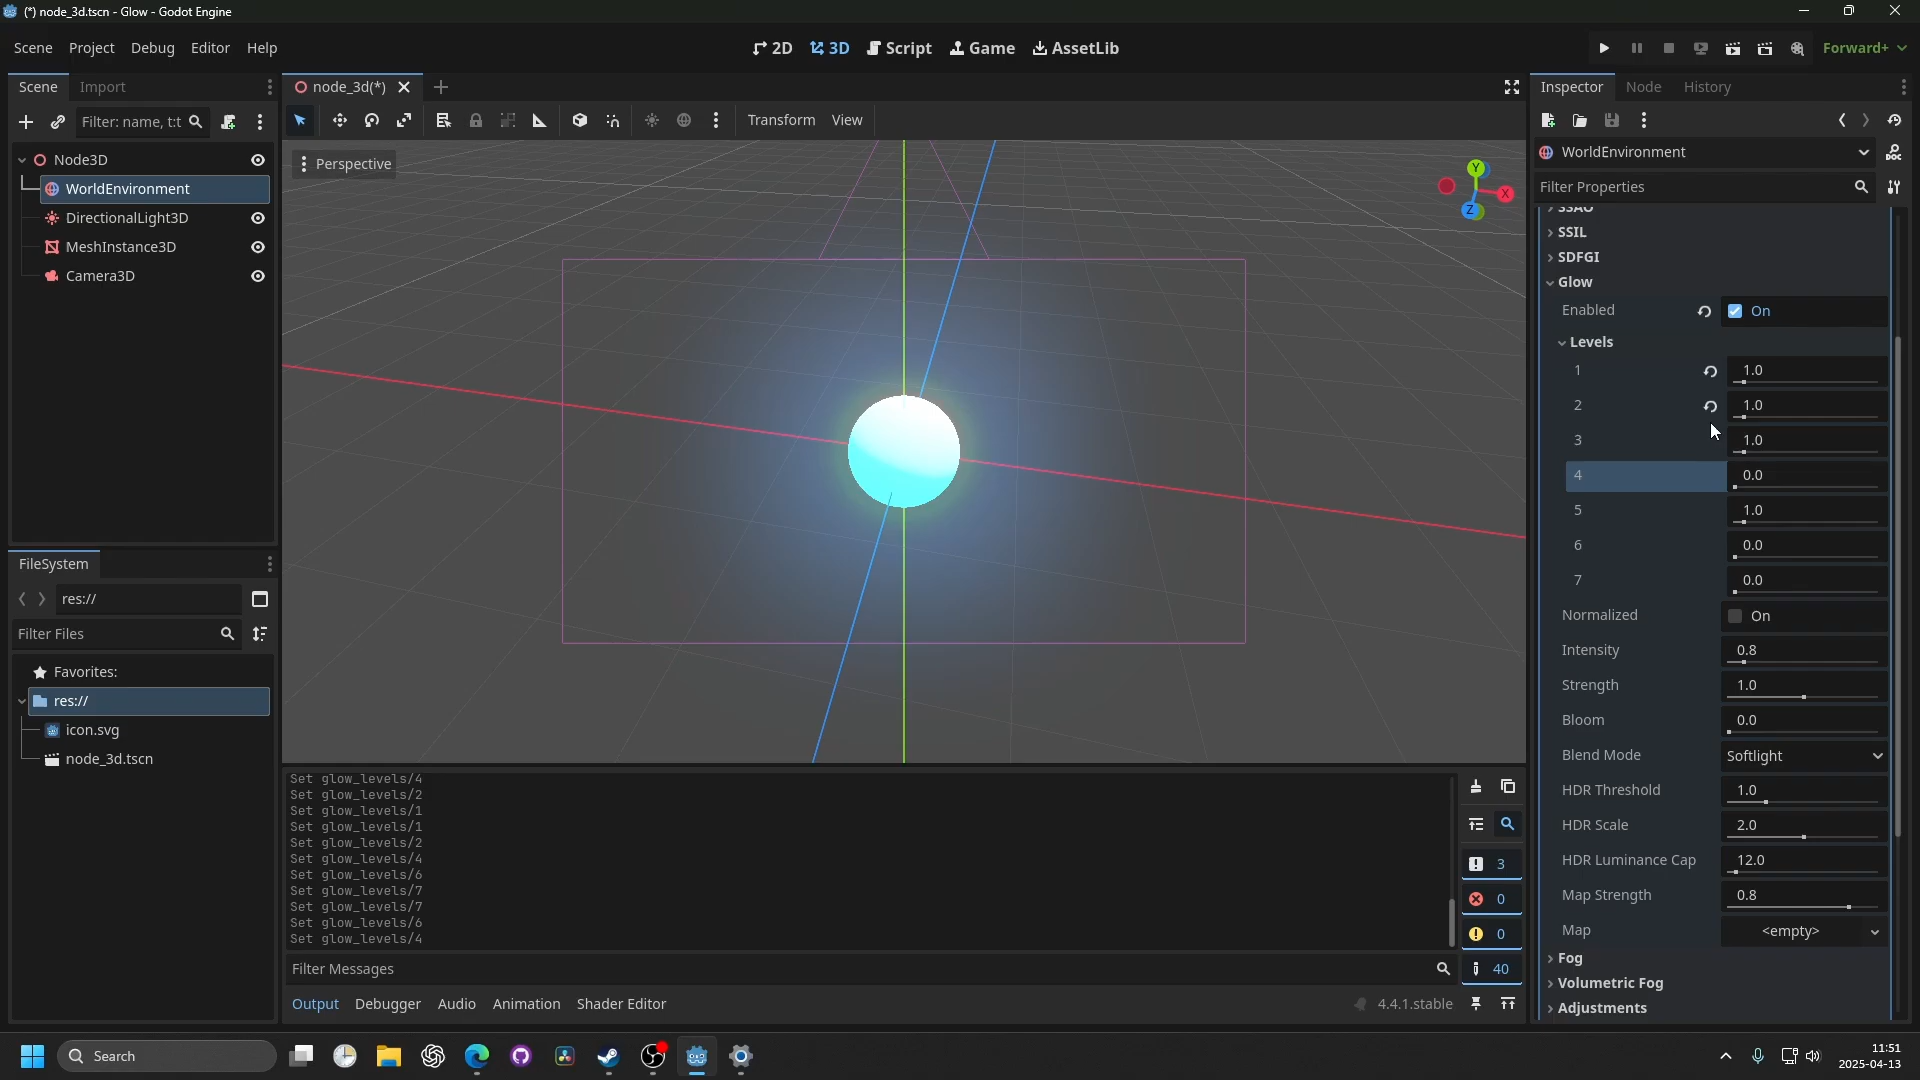 (*) node_3d.tscn - Glow - Godot Engine
Scene Project Debug Editor Help
2D 3D Script Game AssetLib
Forward+
Scene Import
node_3d(*)
Inspector Node History
Filter: name, t:t
Transform View
Node3D
WorldEnvironment
DirectionalLight3D
MeshInstance3D
Camera3D
Perspective
Y
X
Z
WorldEnvironment
DOC
Filter Properties
SSAO
SSIL
SDFGI
Glow
Enabled On
Levels
1 1.0
2 1.0
3 1.0
4 0.0
5 1.0
6 0.0
7 0.0
Normalized On
Intensity 0.8
Strength 1.0
Bloom 0.0
Blend Mode Softlight
HDR Threshold 1.0
HDR Scale 2.0
HDR Luminance Cap 12.0
Map Strength 0.8
Map <empty>
Fog
Volumetric Fog
Adjustments
FileSystem
res://
Filter Files
Favorites:
res://
icon.svg
node_3d.tscn
Set glow_levels/4
Set glow_levels/2
Set glow_levels/1
Set glow_levels/1
Set glow_levels/2
Set glow_levels/4
Set glow_levels/6
Set glow_levels/7
Set glow_levels/7
Set glow_levels/6
Set glow_levels/4
3
0
0
40
Filter Messages
Output Debugger Audio Animation Shader Editor
4.4.1.stable
Search
11:51
2025-04-13